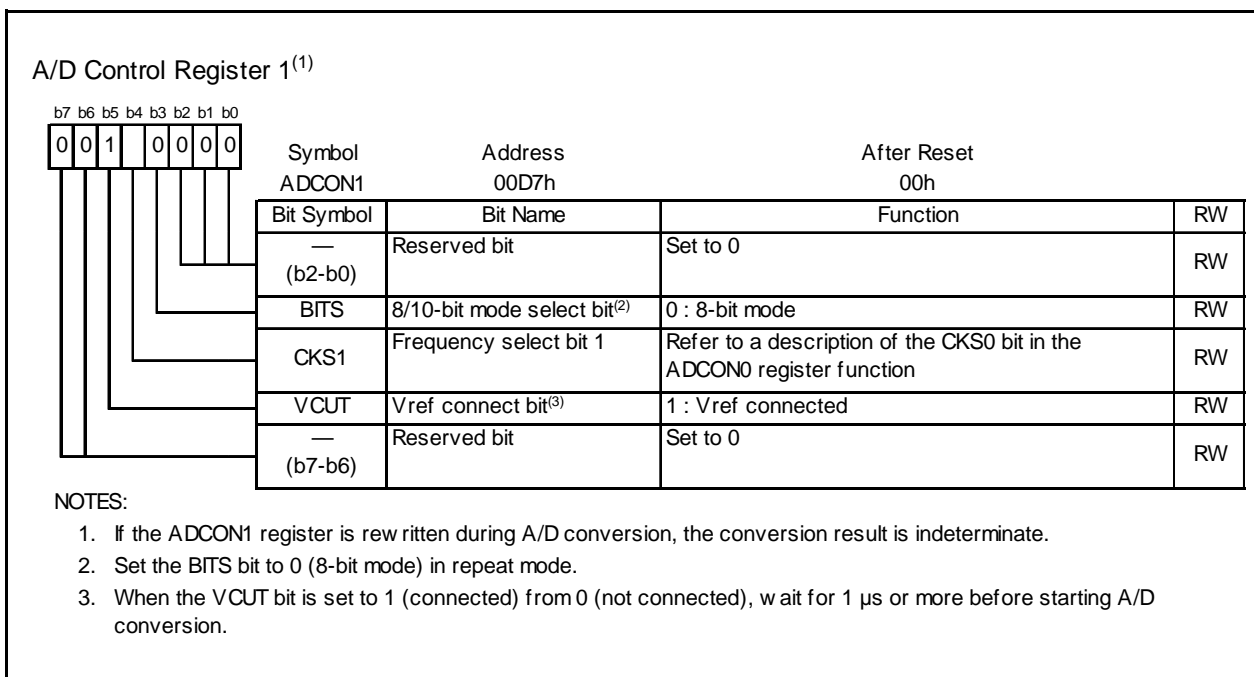 A/D Control Register 1(1)
b7 b6 b5 b4 b3 b2 b1 b0
0 0 1 0 0 0 0
Symbol Address After Reset
ADCON1 00D7h 00h
Bit Symbol Bit Name Function RW
— (b2-b0) Reserved bit Set to 0 RW
BITS 8/10-bit mode select bit(2) 0 : 8-bit mode RW
CKS1 Frequency select bit 1 Refer to a description of the CKS0 bit in the
ADCON0 register function RW
VCUT Vref connect bit(3) 1 : Vref connected RW
— (b7-b6) Reserved bit Set to 0 RW
NOTES:
1. If the ADCON1 register is rewritten during A/D conversion, the conversion result is indeterminate.
2. Set the BITS bit to 0 (8-bit mode) in repeat mode.
3. When the VCUT bit is set to 1 (connected) from 0 (not connected), wait for 1 µs or more before starting A/D
conversion.